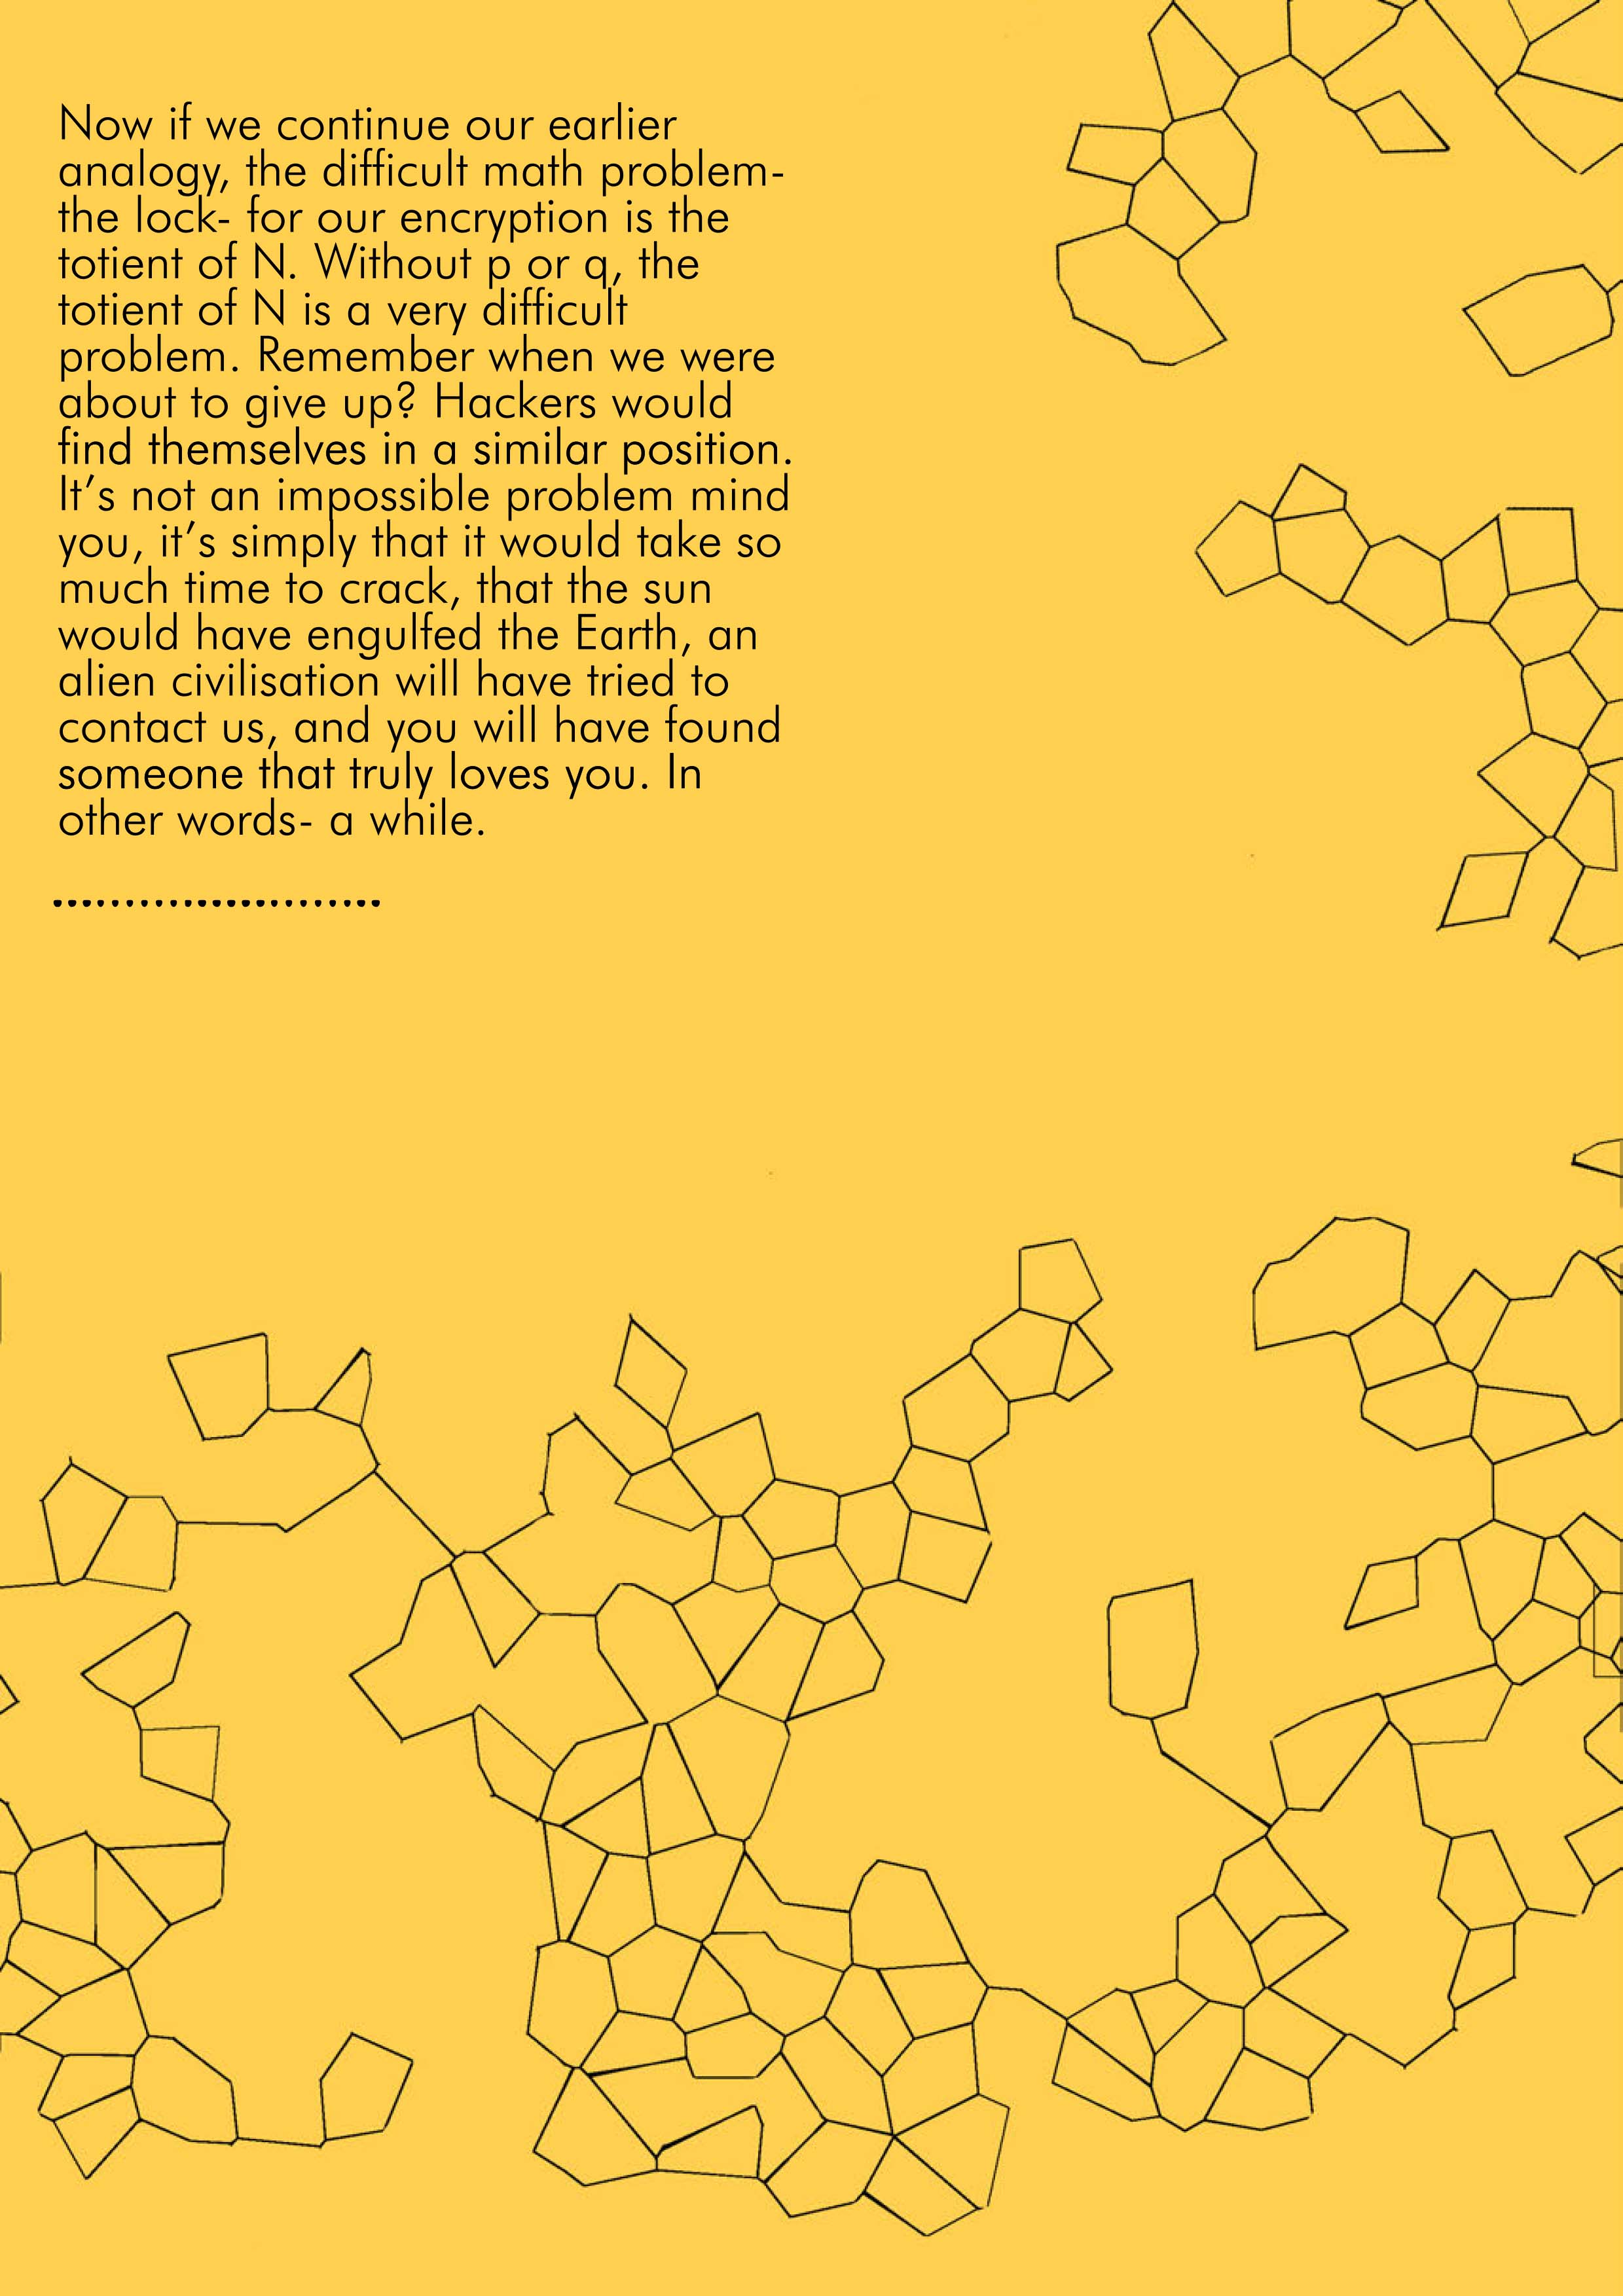 Now if we continue our earlier
analogy, the difficult math problem-
the lock- for our encryption is the
totient of N. Without p or q, the
totient of N is a very difficult
problem. Remember when we were
about to give up? Hackers would
find themselves in a similar position.
It’s not an impossible problem mind
you, it’s simply that it would take so
much time to crack, that the sun
would have engulfed the Earth, an
alien civilisation will have tried to
contact us, and you will have found
someone that truly loves you. In
other words- a while.